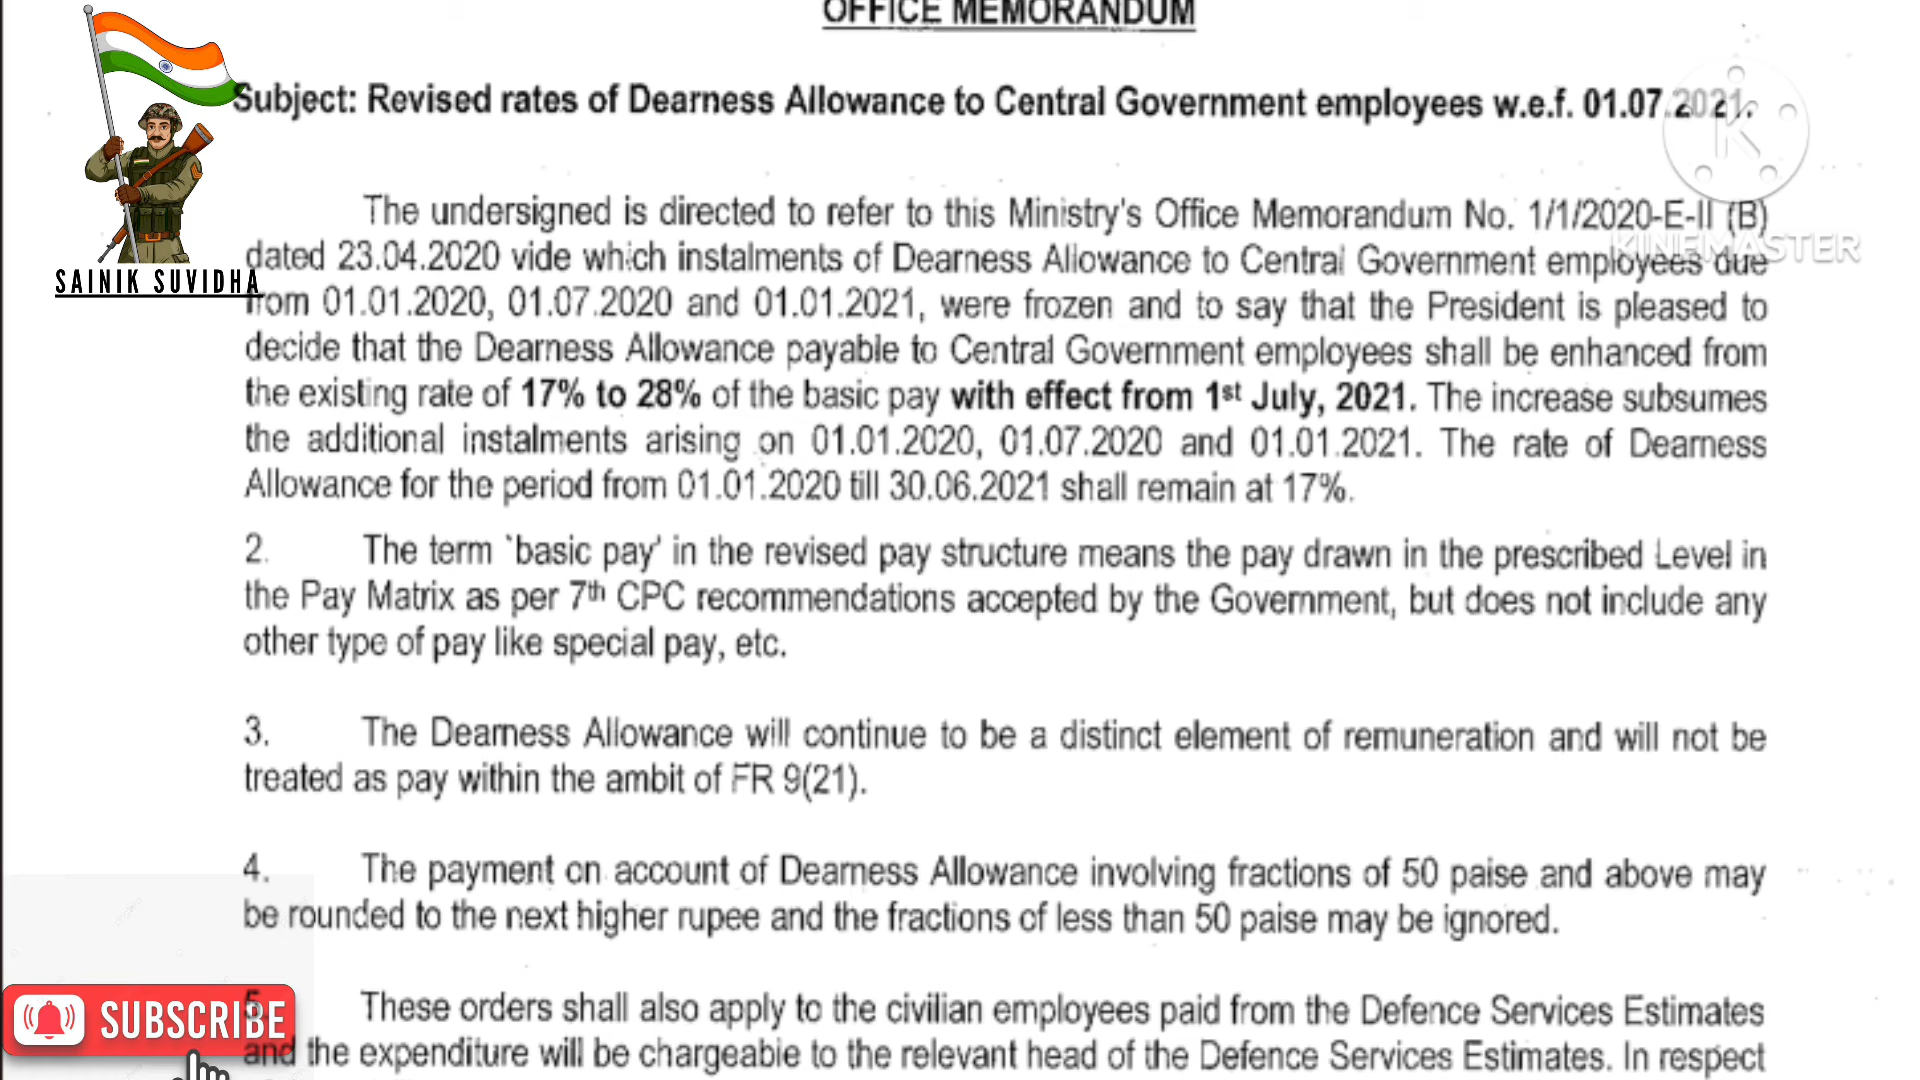 OFFICE MEMORANDUM
Subject: Revised rates of Dearness Allowance to Central Government employees w.e.f. 01.07.2021.
The undersigned is directed to refer to this Ministry's Office Memorandum No. 1/1/2020-E-II (B)
dated 23.04.2020 vide which instalments of Dearness Allowance to Central Government employees due
from 01.01.2020, 01.07.2020 and 01.01.2021, were frozen and to say that the President is pleased to
decide that the Dearness Allowance payable to Central Government employees shall be enhanced from
the existing rate of 17% to 28% of the basic pay with effect from 1st July, 2021. The increase subsumes
the additional instalments arising on 01.01.2020, 01.07.2020 and 01.01.2021. The rate of Dearness
Allowance for the period from 01.01.2020 till 30.06.2021 shall remain at 17%.
2. The term `basic pay' in the revised pay structure means the pay drawn in the prescribed Level in
the Pay Matrix as per 7th CPC recommendations accepted by the Government, but does not include any
other type of pay like special pay, etc.
3. The Dearness Allowance will continue to be a distinct element of remuneration and will not be
treated as pay within the ambit of FR 9(21).
4. The payment on account of Dearness Allowance involving fractions of 50 paise and above may
be rounded to the next higher rupee and the fractions of less than 50 paise may be ignored.
5. These orders shall also apply to the civilian employees paid from the Defence Services Estimates
and the expenditure will be chargeable to the relevant head of the Defence Services Estimates. In respect
SAINIK SUVIDHA
K
KINEMASTER
SUBSCRIBE